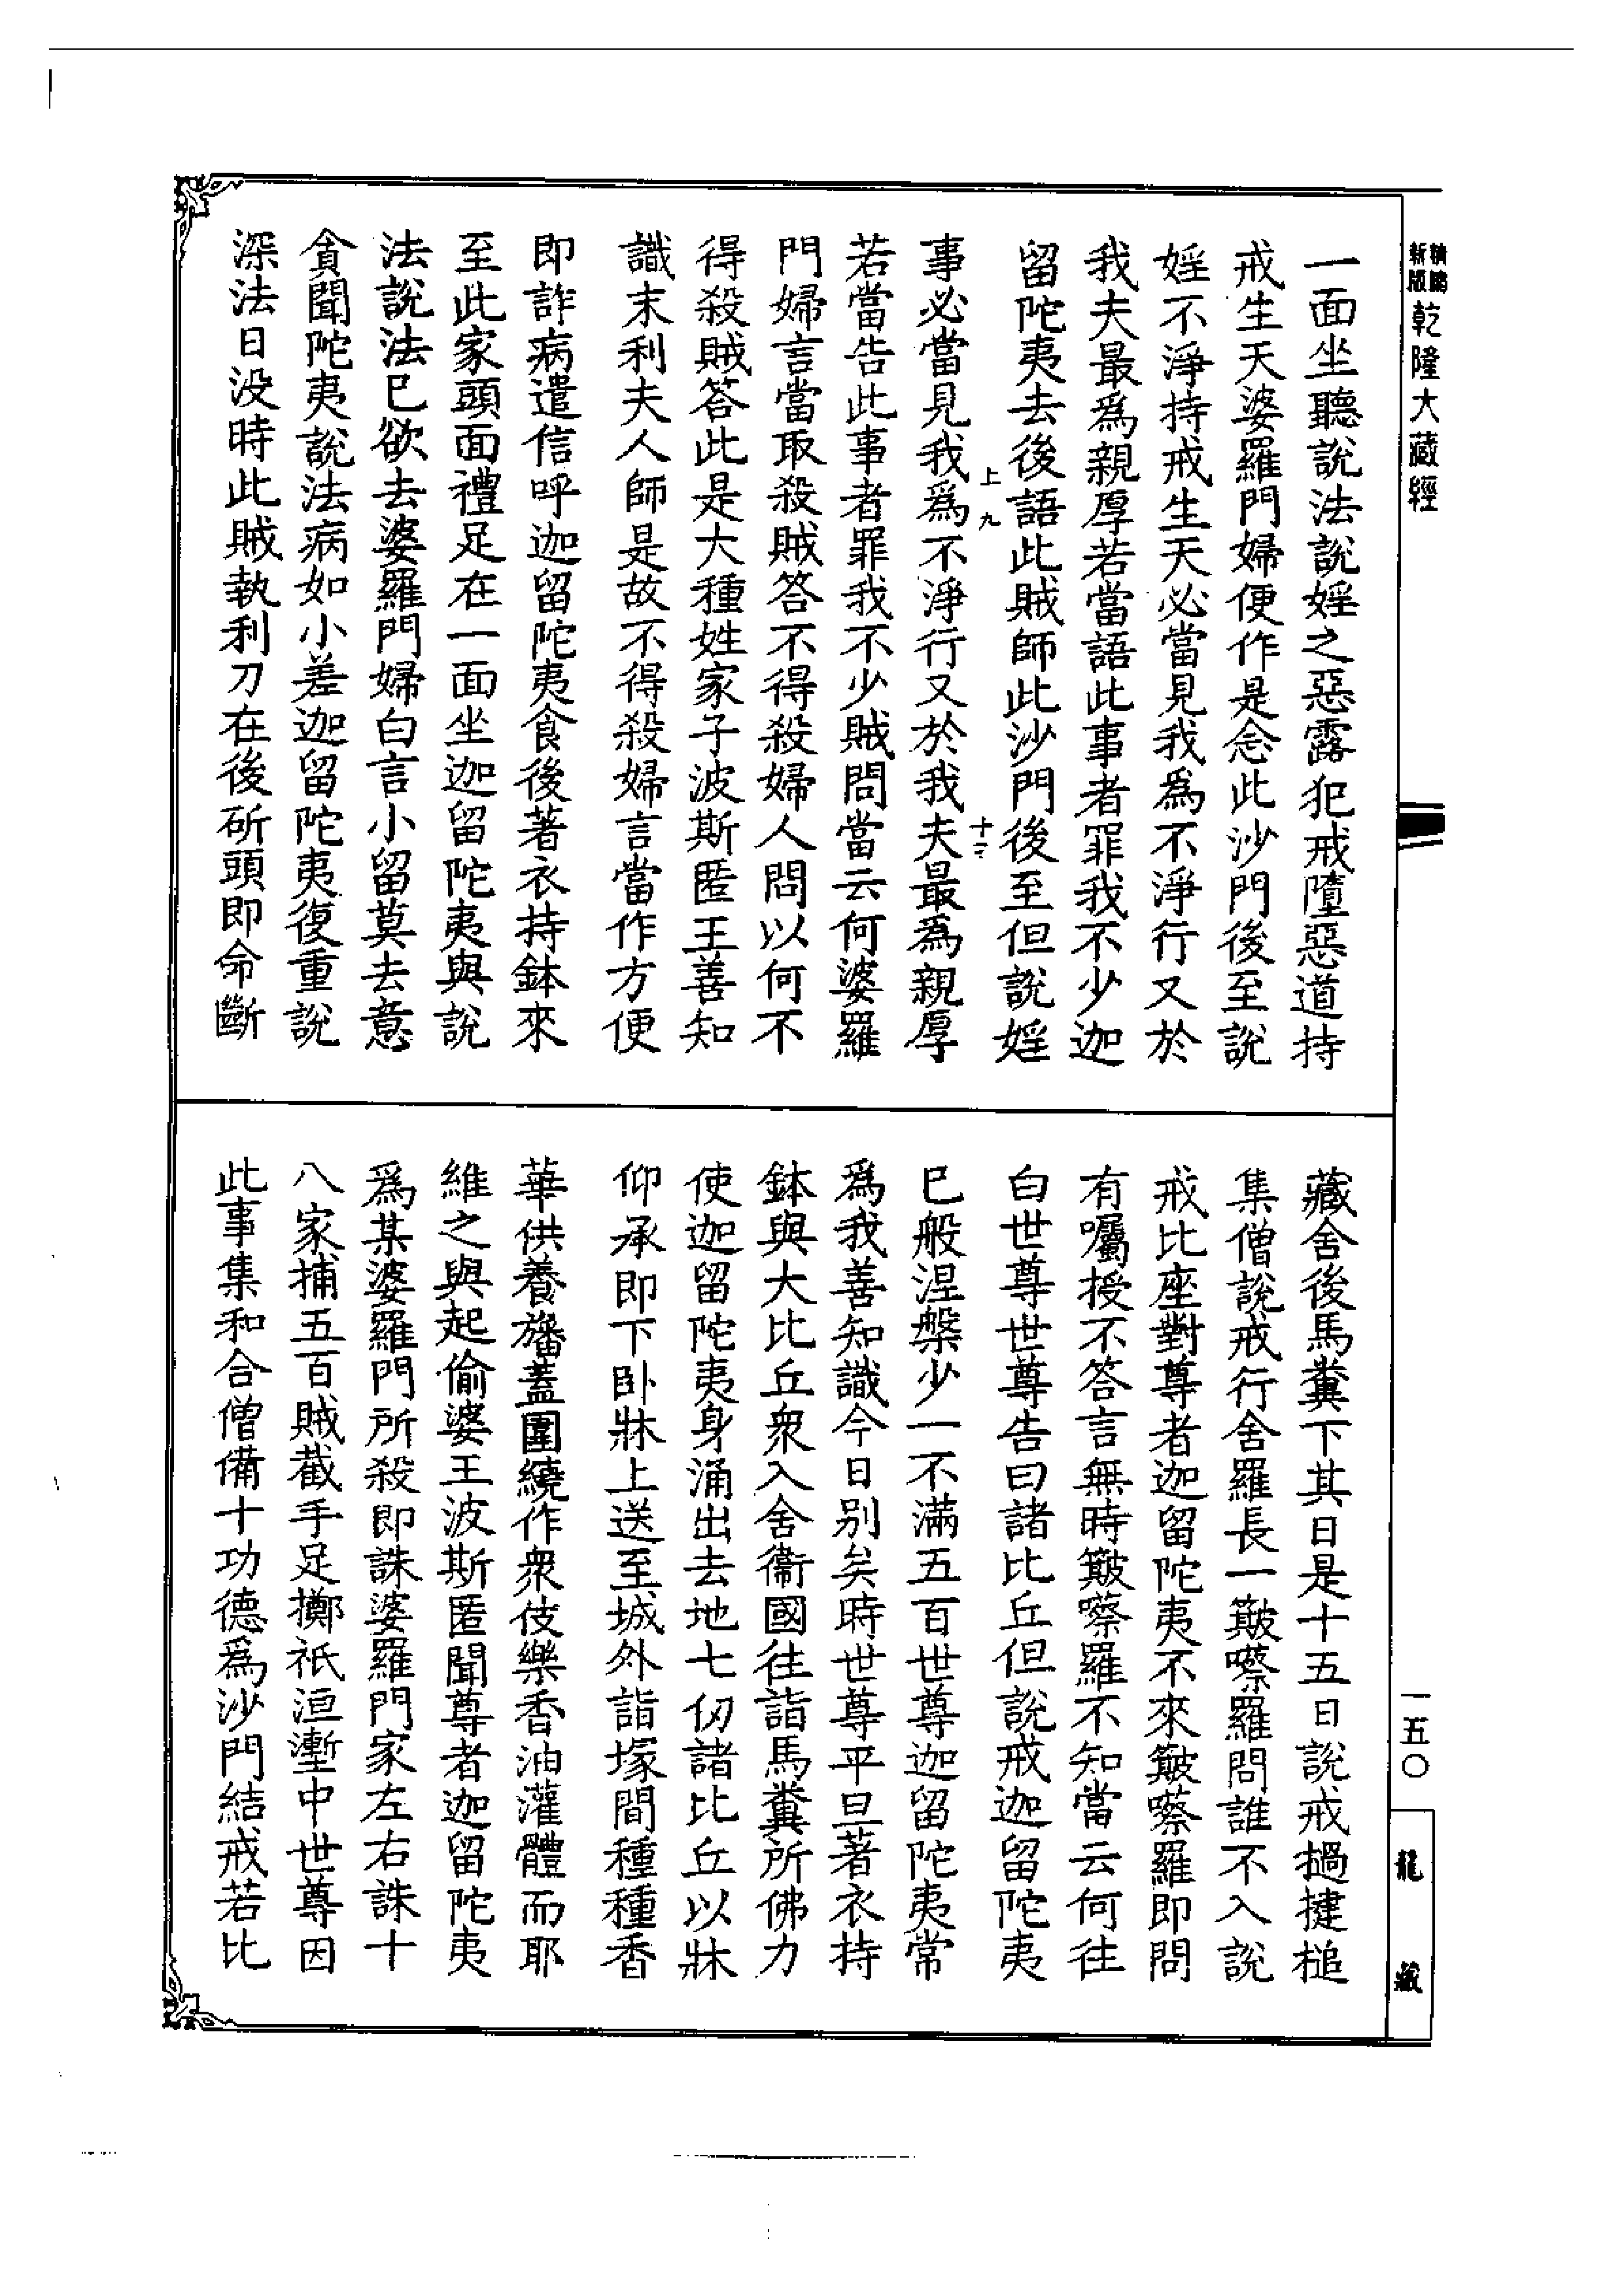 精鵰新版
乾隆大藏經
一面坐聽說法說婬之惡露犯戒墮惡道持
戒生天婆羅門婦便作是念此沙門後至說
婬不淨持戒生天必當見我為不淨行又於
我夫最為親厚若當語此事者罪我不少迦
留陀夷去後語此賊師此沙門後至但說婬
上九
十三
事必當見我為不淨行又於我夫最為親厚
若當告此事者罪我不少賊問當云何婆羅
門婦言當取殺賊答不得殺婦人問以何不
得殺賊答此是大種姓家子波斯匿王善知
識末利夫人師是故不得殺婦言當作方便
即詐病遣信呼迦留陀夷食後著衣持鉢來
至此家頭面禮足在一面坐迦留陀夷與說
法說法已欲去婆羅門婦白言小留莫去意
貪聞陀夷說法病如小差迦留陀夷復重說
深法日没時此賊執利刀在後斫頭即命斷
藏舍後馬糞下其日是十五日說戒撾揵槌
集僧說戒行舍羅長一䈟㘕羅問誰不入說
戒比座對尊者迦留陀夷不來䈟㘕羅即問
有囑授不答言無時䈟㘕羅不知當云何往
白世尊世尊告曰諸比丘但說戒迦留陀夷
已般涅槃少一不滿五百世尊迦留陀夷常
為我善知識今日别矣時世尊平旦著衣持
鉢與大比丘衆入舍衞國往詣馬糞所佛力
使迦留陀夷身涌出去地七仞諸比丘以牀
仰承即下卧牀上送至城外詣塚間種種香
華供養旛蓋圍繞作衆伎樂香油灌體而耶
維之與起偷婆王波斯匿聞尊者迦留陀夷
為某婆羅門所殺即誅婆羅門家左右誅十
八家捕五百賊截手足擲祇洹塹中世尊因
此事集和合僧備十功德為沙門結戒若比
一五〇
龍藏